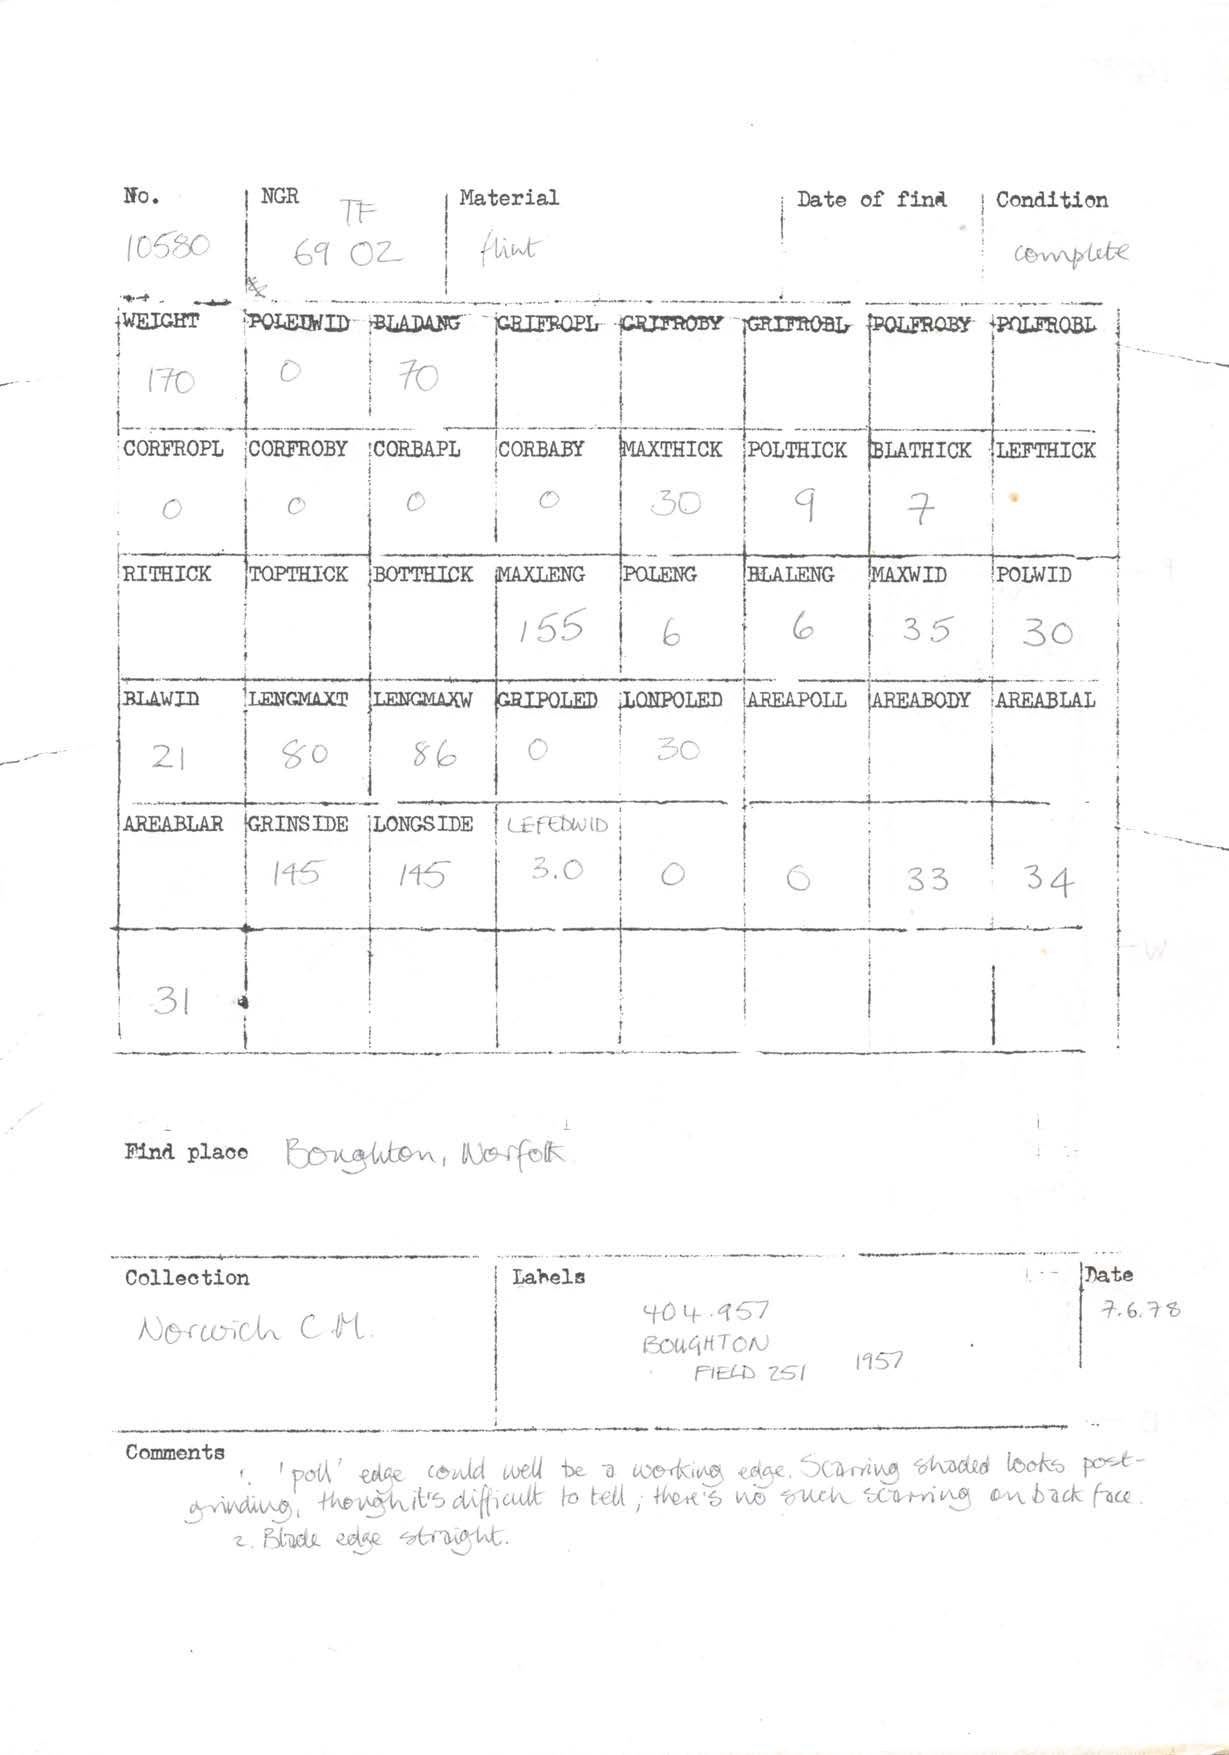 No. NGR Material Date of find Condition
TF
10580 69 02 flint complete
WEIGHT POLEDWID BLADANG GRIFROPL GRIFROBY GRIFROBL POLFROBY POLFROBL
170 0 70
CORFROPL CORFROBY CORBAPL CORBABY MAXTHICK POLTHICK BLATHICK LEFTHICK
0 0 0 0 30 9 7
RITHICK TOPTHICK BOTTHICK MAXLENG POLENG BLALENG MAXWID POLWID
155 6 6 35 30
BLAWID LENGMAXT LENGMAXW GRIPOLED LONPOLED AREAPOLL AREABODY AREABLAL
21 80 86 0 30
AREABLAR GRINSIDE LONGSIDE LEFEDWID
145 145 3.0 0 0 33 34
31
Find place Boughton, Norfolk
Collection Labels Date
Norwich C.M. 404.957 7.6.78
BOUGHTON
FIELD 251 1957
Comments
1. 'poll' edge could well be a working edge. Scarring shaded looks post-
grinding, though it's difficult to tell; there's no such scarring on back face.
2. Blade edge straight.